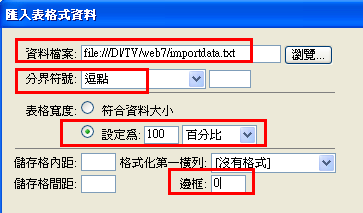 匯入表格式資料
資料檔案: file:///D|/TV/web7/importdata.txt 瀏覽...
分界符號: 逗點
表格寬度: 符合資料大小
設定為: 100 百分比
儲存格內距: 格式化第一橫列: [沒有格式]
儲存格間距: 邊框: 0